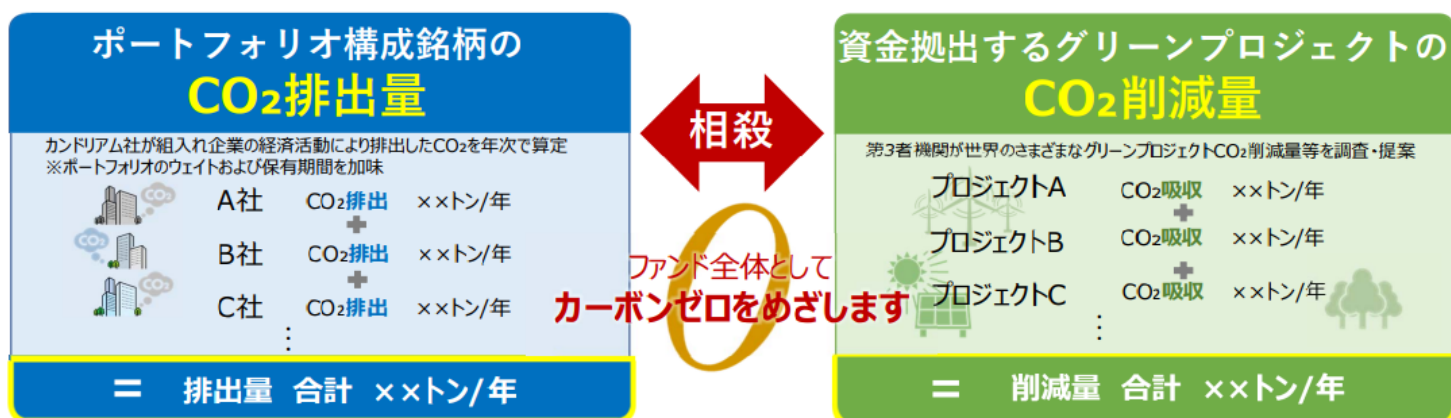 ポートフォリオ構成銘柄の
CO₂排出量
カンドリアム社が組入れ企業の経済活動により排出したCO₂を年次で算定
※ポートフォリオのウェイトおよび保有期間を加味
CO₂
A社 CO₂排出 ××トン/年
+
CO₂
B社 CO₂排出 ××トン/年
+
CO₂
C社 CO₂排出 ××トン/年
⋮
= 排出量 合計 ××トン/年
相殺
0
ファンド全体として
カーボンゼロをめざします
資金拠出するグリーンプロジェクトの
CO₂削減量
第3者機関が世界のさまざまなグリーンプロジェクトCO₂削減量等を調査・提案
プロジェクトA CO₂吸収 ××トン/年
+
プロジェクトB CO₂吸収 ××トン/年
+
プロジェクトC CO₂吸収 ××トン/年
⋮
= 削減量 合計 ××トン/年